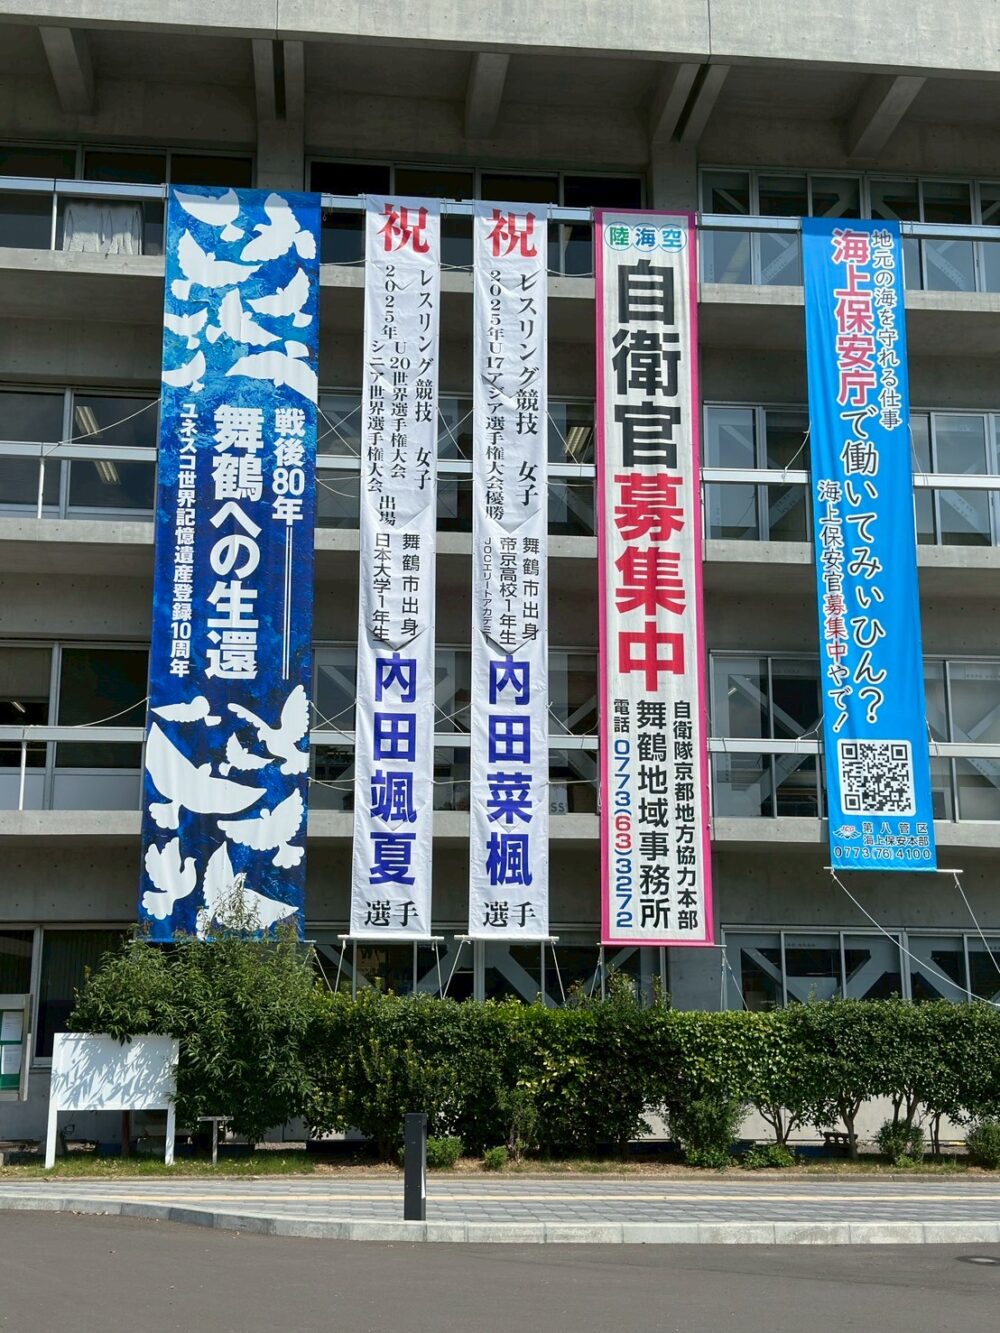 戦後80年
舞鶴への生還
ユネスコ世界記憶遺産登録10周年
祝
レスリング競技 女子
2025年 U20世界選手権大会
シニア世界選手権大会 出場
舞鶴市出身
日本大学1年生
内田颯夏
選手
祝
レスリング競技 女子
2025年U17アジア選手権大会優勝
舞鶴市出身
帝京高校1年生
JOCエリートアカデミー
内田菜楓
選手
陸海空
自衛官募集中
自衛隊京都地方協力本部
舞鶴地域事務所
電話 0773(63)3272
地元の海を守れる仕事
海上保安庁で働いてみいひん?
海上保安官募集中やで!
第八管区
海上保安本部
0773(76)4100